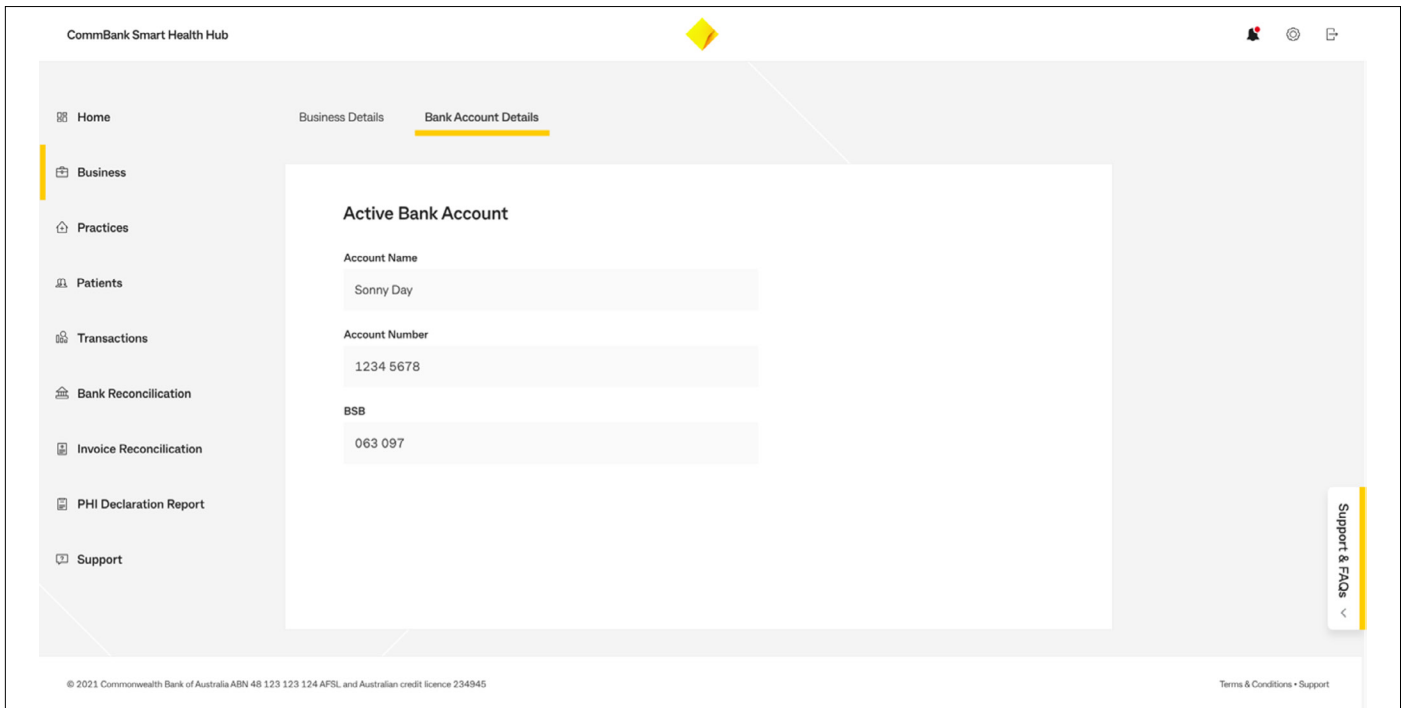 CommBank Smart Health Hub
Home
Business
Practices
Patients
Transactions
Bank Reconcilication
Invoice Reconcilication
PHI Declaration Report
Support
Business Details
Bank Account Details
Active Bank Account
Account Name
Sonny Day
Account Number
1234 5678
BSB
063 097
Support & FAQs
© 2021 Commonwealth Bank of Australia ABN 48 123 123 124 AFSL and Australian credit licence 234945
Terms & Conditions • Support